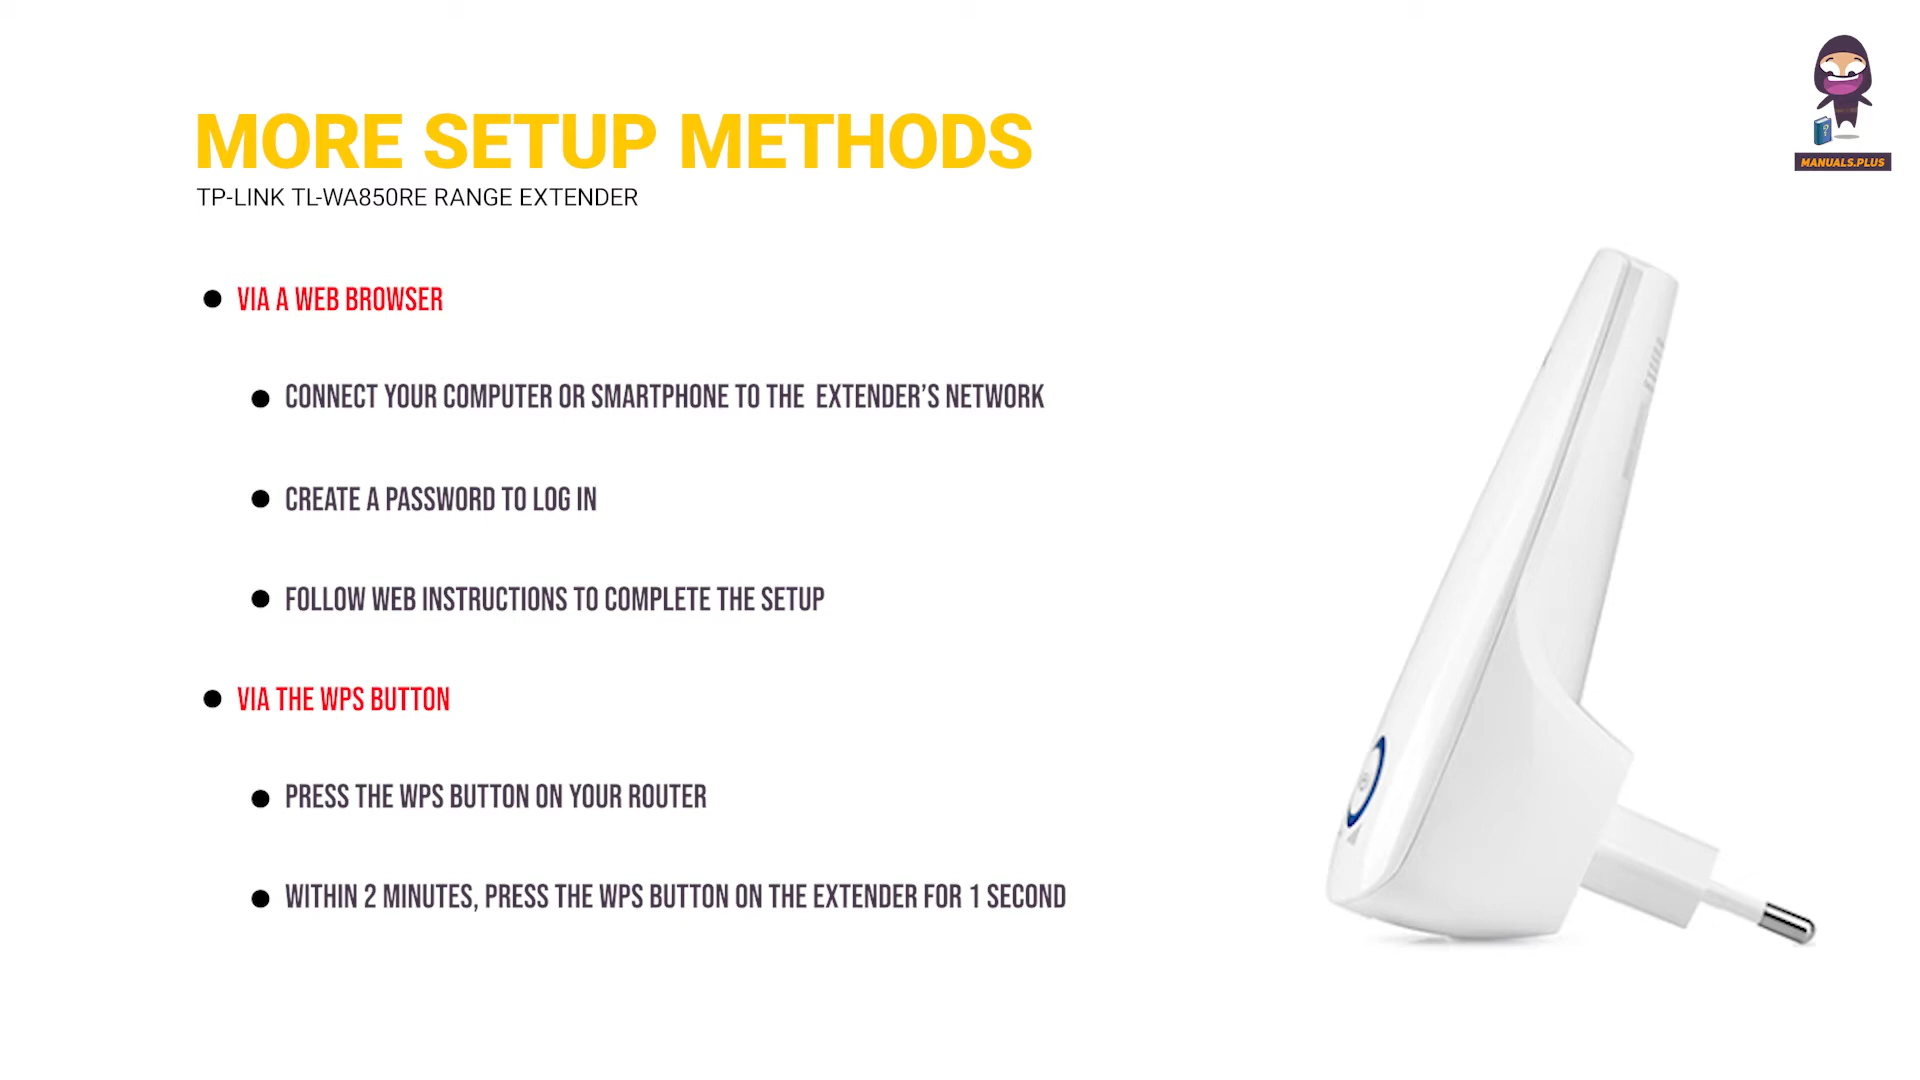 MORE SETUP METHODS
TP-LINK TL-WA850RE RANGE EXTENDER
MANUALS.PLUS
VIA A WEB BROWSER
CONNECT YOUR COMPUTER OR SMARTPHONE TO THE EXTENDER'S NETWORK
CREATE A PASSWORD TO LOG IN
FOLLOW WEB INSTRUCTIONS TO COMPLETE THE SETUP
VIA THE WPS BUTTON
PRESS THE WPS BUTTON ON YOUR ROUTER
WITHIN 2 MINUTES, PRESS THE WPS BUTTON ON THE EXTENDER FOR 1 SECOND